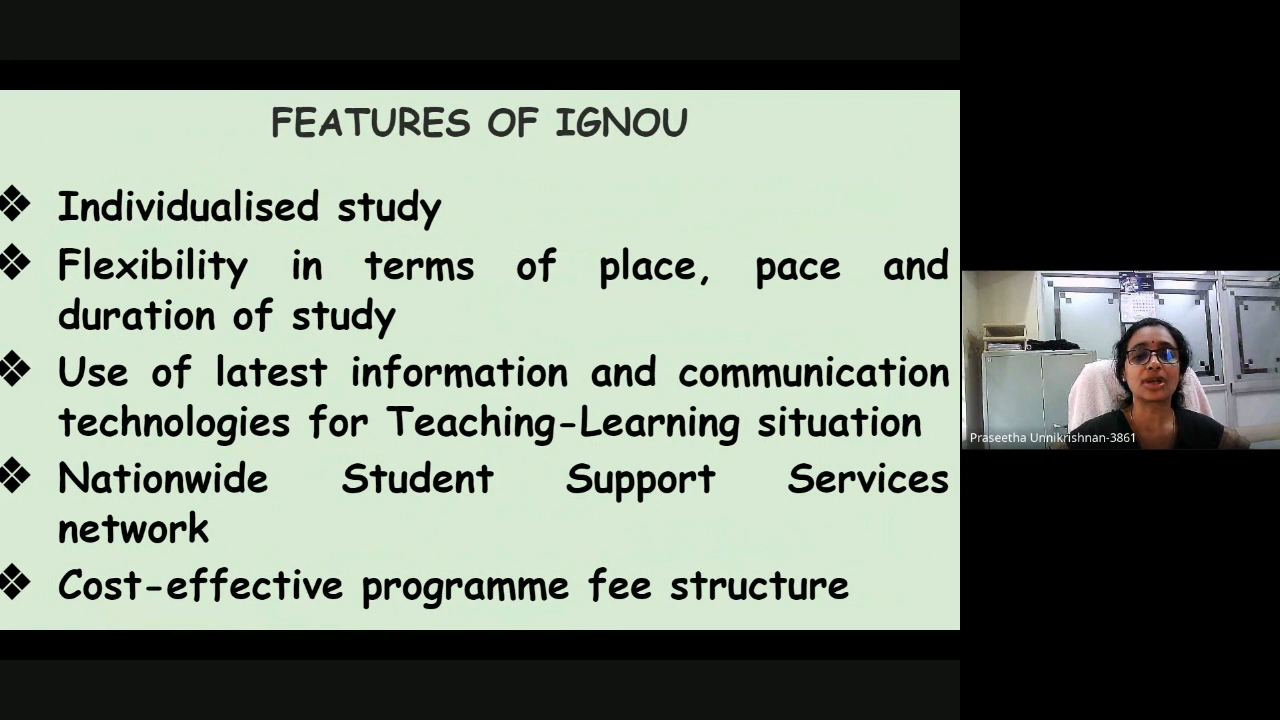 FEATURES OF IGNOU
❖ Individualised study
❖ Flexibility in terms of place, pace and
duration of study
❖ Use of latest information and communication
technologies for Teaching-Learning situation
❖ Nationwide Student Support Services
network
❖ Cost-effective programme fee structure
Praseetha Unnikrishnan-3861